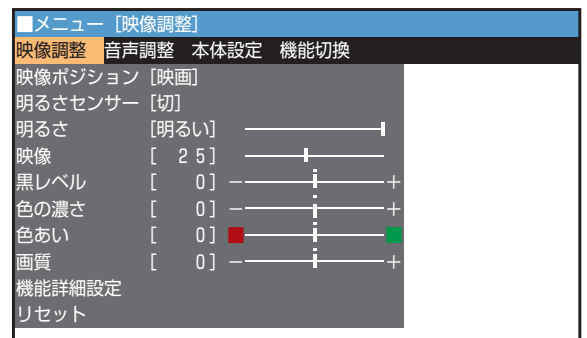 ■メニュー [映像調整]
映像調整 音声調整 本体設定 機能切換
映像ポジション [映画]
明るさセンサー [切]
明るさ [明るい]
映像 [ 25]
黒レベル [ 0] − +
色の濃さ [ 0] − +
色あい [ 0]
画質 [ 0] − +
機能詳細設定
リセット